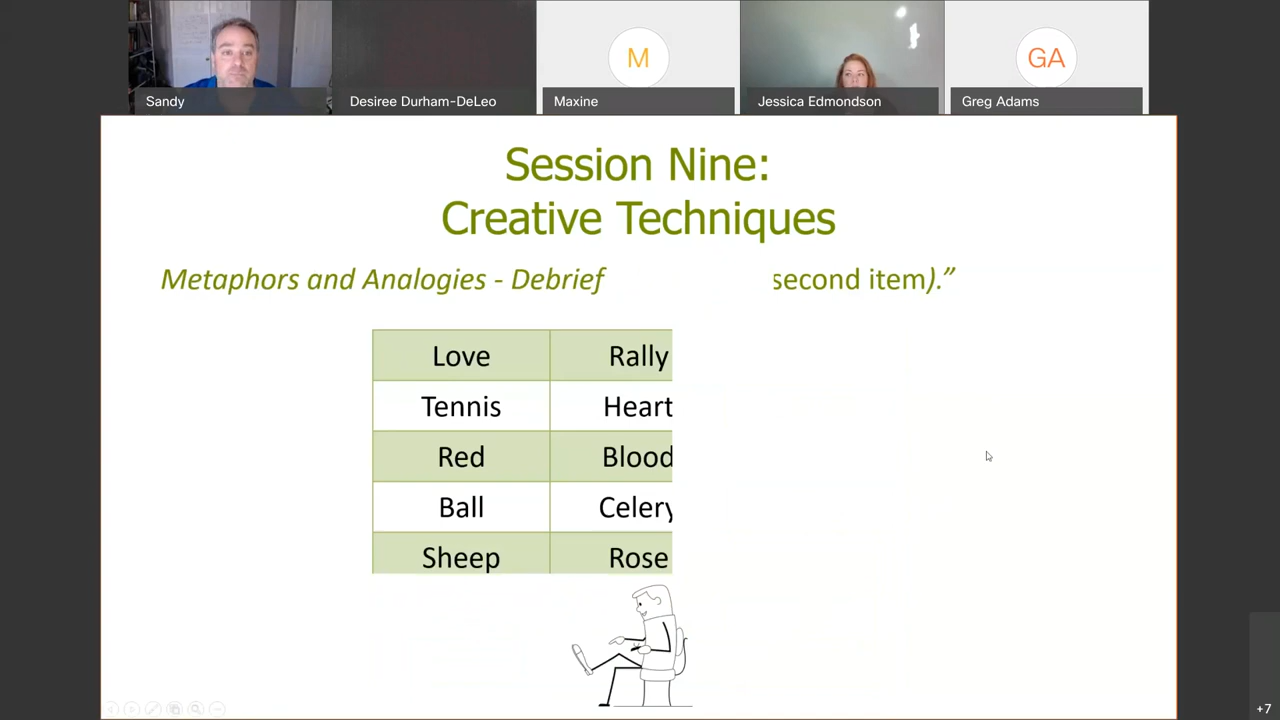 M
GA
Sandy
Desiree Durham-DeLeo
Maxine
Jessica Edmondson
Greg Adams
Session Nine:
Creative Techniques
Metaphors and Analogies - Debrief
second item).”
Love Rally
Tennis Heart
Red Blood
Ball Celery
Sheep Rose
+7